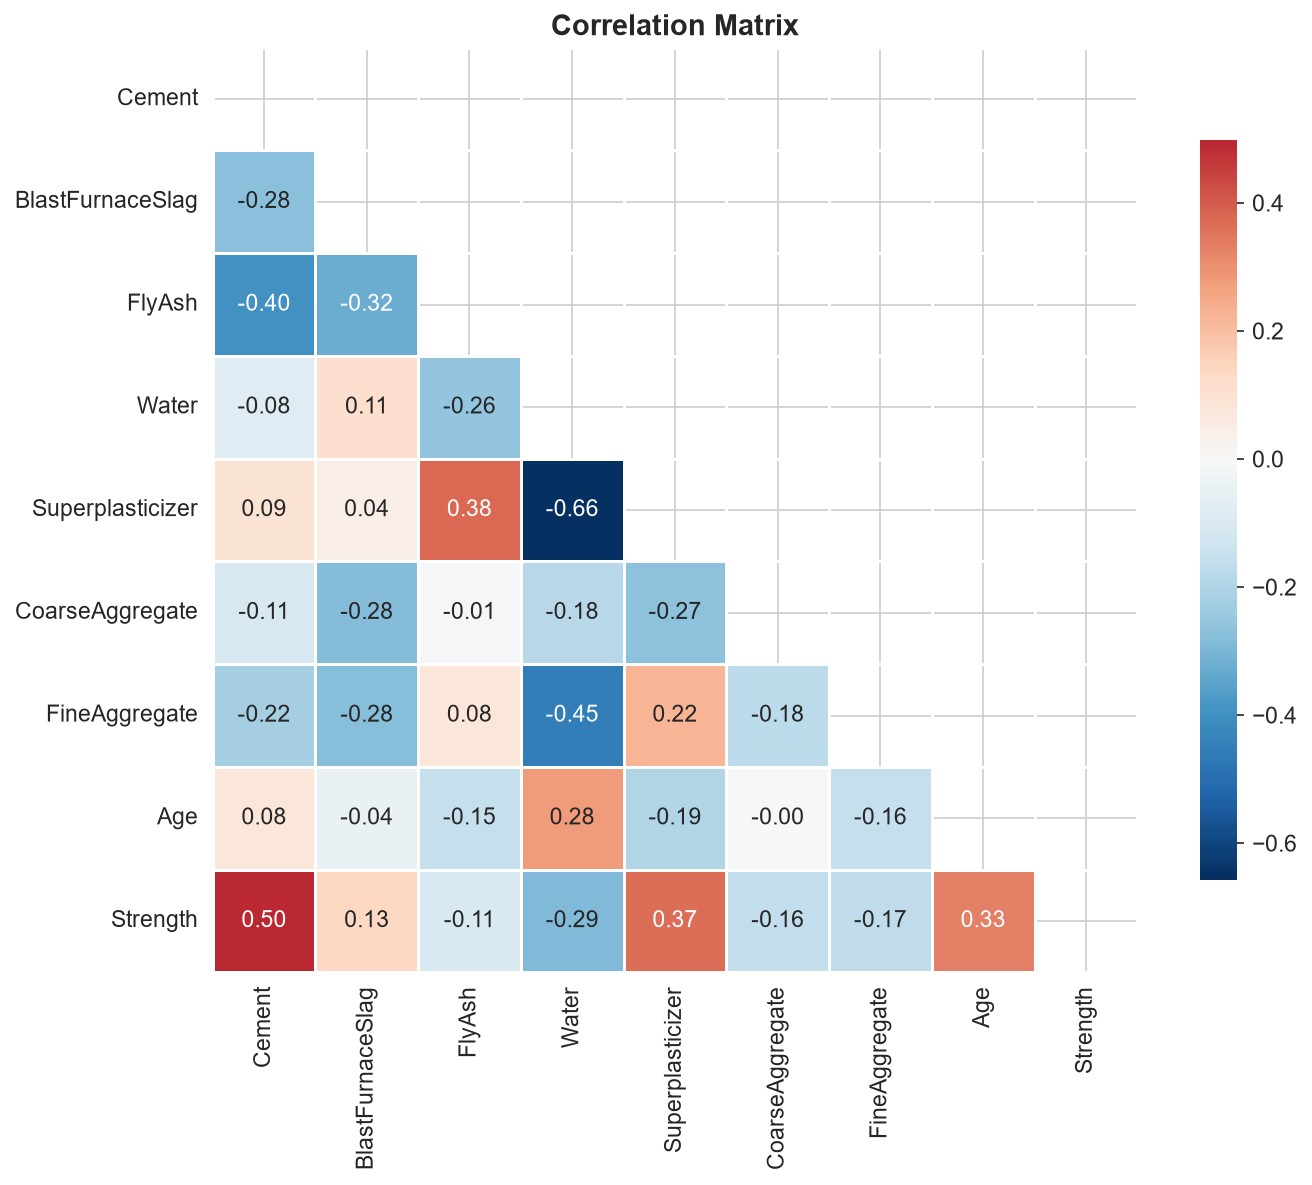 Correlation Matrix
Cement
BlastFurnaceSlag -0.28
FlyAsh -0.40 -0.32
Water -0.08 0.11 -0.26
Superplasticizer 0.09 0.04 0.38 -0.66
CoarseAggregate -0.11 -0.28 -0.01 -0.18 -0.27
FineAggregate -0.22 -0.28 0.08 -0.45 0.22 -0.18
Age 0.08 -0.04 -0.15 0.28 -0.19 -0.00 -0.16
Strength 0.50 0.13 -0.11 -0.29 0.37 -0.16 -0.17 0.33
Cement
BlastFurnaceSlag
FlyAsh
Water
Superplasticizer
CoarseAggregate
FineAggregate
Age
Strength
0.4
0.2
0.0
−0.2
−0.4
−0.6